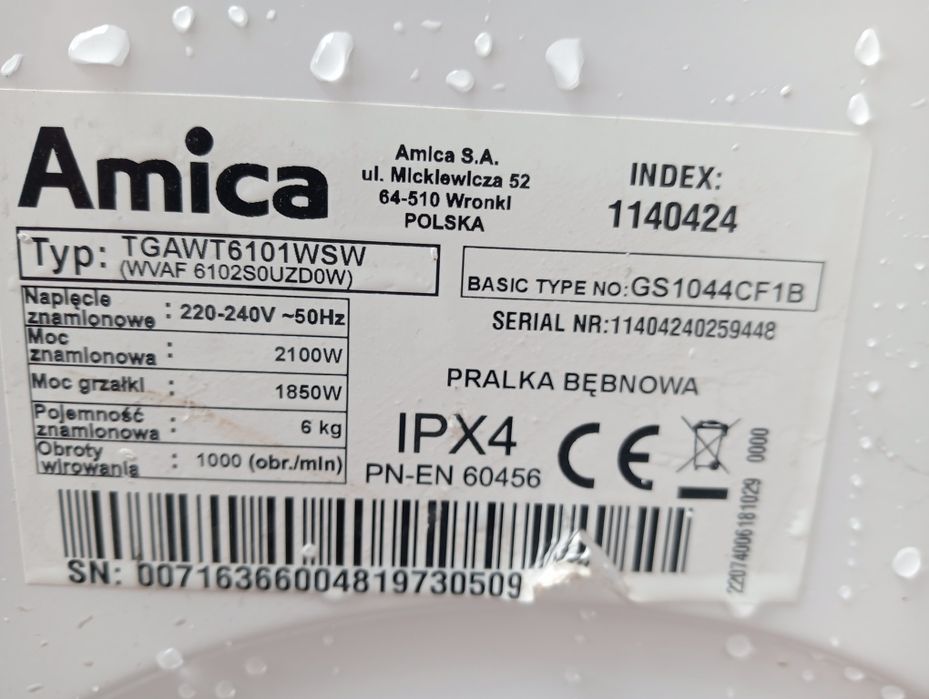 Amica
Amica S.A.
ul. Mickiewicza 52
64-510 Wronki
POLSKA
INDEX:
1140424
Typ: TGAWT6101WSW
(WVAF 6102S0UZD0W)
BASIC TYPE NO:GS1044CF1B
SERIAL NR:11404240259448
Napięcie
znamionowe : 220-240V ~50Hz
Moc
znamionowa : 2100W
Moc grzałki : 1850W
Pojemność
znamionowa : 6 kg
Obroty
wirowania : 1000 (obr./min)
PRALKA BĘBNOWA
IPX4
PN-EN 60456
CE
22074006181029 0000
SN: 00716366004819730509